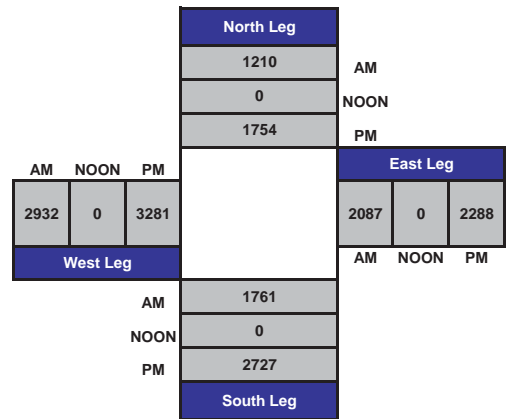 North Leg
1210
AM
0
NOON
1754
PM
AM NOON PM
East Leg
2932 0 3281
2087 0 2288
West Leg
AM NOON PM
AM
1761
NOON
0
PM
2727
South Leg